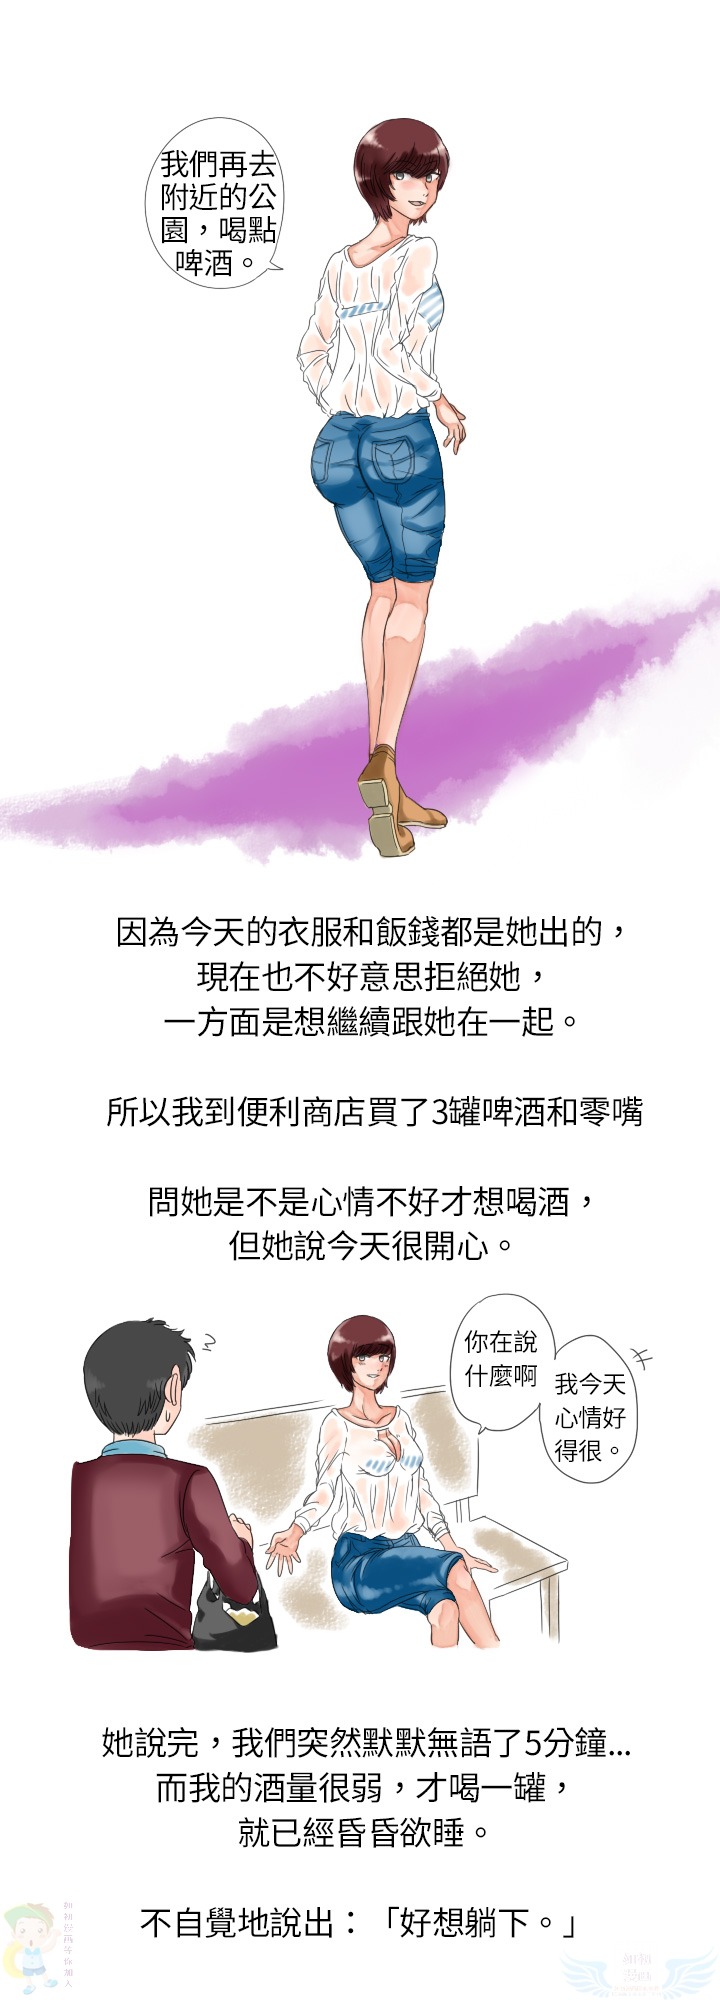 我們再去
附近的公
園，喝點
啤酒。
因為今天的衣服和飯錢都是她出的，
現在也不好意思拒絕她，
一方面是想繼續跟她在一起。
所以我到便利商店買了3罐啤酒和零嘴
問她是不是心情不好才想喝酒，
但她說今天很開心。
你在說
什麼啊
我今天
心情好
得很。
她說完，我們突然默默無語了5分鐘...
而我的酒量很弱，才喝一罐，
就已經昏昏欲睡。
不自覺地說出：「好想躺下。」